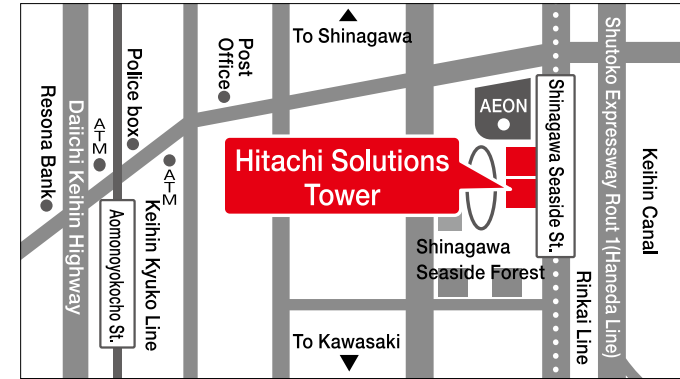 To Shinagawa
Post
Office
Police box
ATM
Resona Bank
Daiichi Keihin Highway
Aomonoyokocho St.
Keihin Kyuko Line
ATM
Hitachi Solutions
Tower
AEON
Shinagawa Seaside St.
Shutoko Expressway Rout 1(Haneda Line)
Keihin Canal
Shinagawa
Seaside Forest
Rinkai Line
To Kawasaki